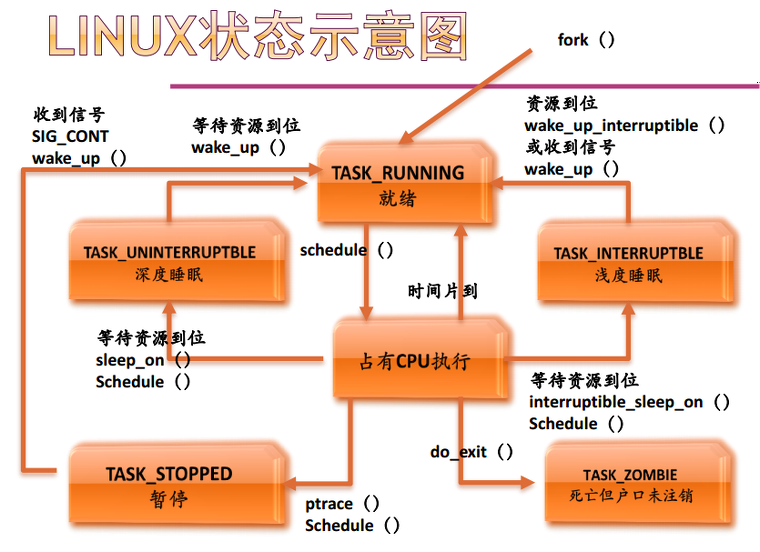 LINUX状态示意图
fork（）
收到信号
SIG_CONT
wake_up（）
等待资源到位
wake_up（）
资源到位
wake_up_interruptible（）
或收到信号
wake_up（）
TASK_RUNNING
就绪
TASK_UNINTERRUPTBLE
深度睡眠
schedule（）
时间片到
TASK_INTERRUPTBLE
浅度睡眠
等待资源到位
sleep_on（）
Schedule（）
占有CPU执行
等待资源到位
interruptible_sleep_on（）
Schedule（）
TASK_STOPPED
暂停
ptrace（）
Schedule（）
do_exit（）
TASK_ZOMBIE
死亡但户口未注销